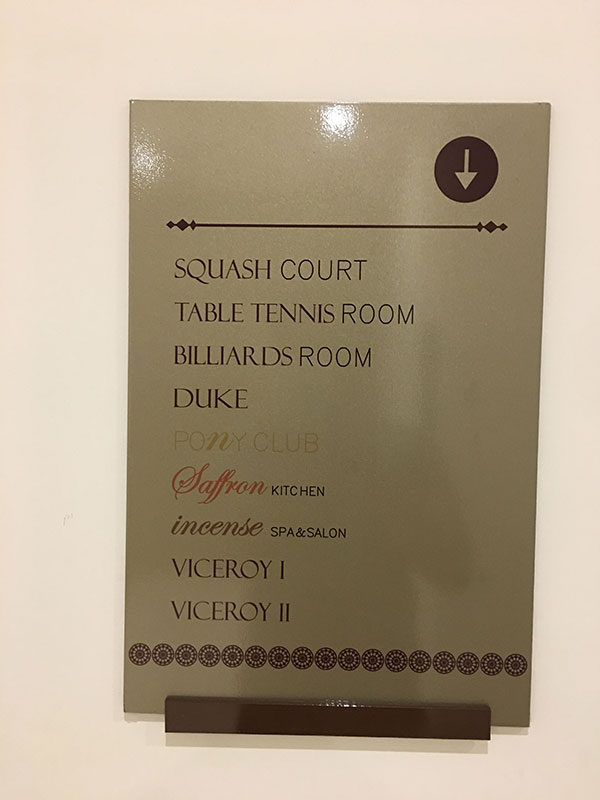 SQUASH COURT
TABLE TENNIS ROOM
BILLIARDS ROOM
DUKE
PONY CLUB
Saffron KITCHEN
incense SPA&SALON
VICEROY I
VICEROY II